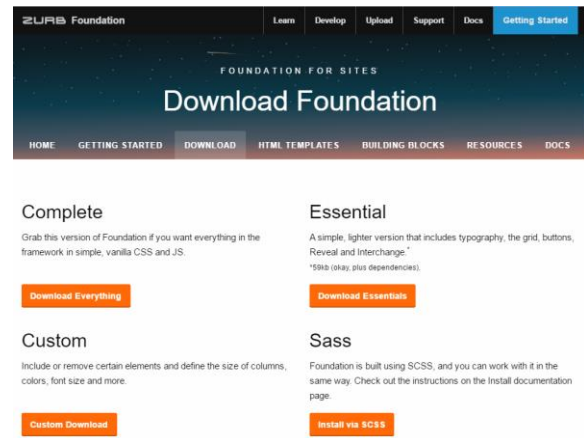 ZURB Foundation Learn Develop Upload Support Docs Getting Started
FOUNDATION FOR SITES
Download Foundation
HOME GETTING STARTED DOWNLOAD HTML TEMPLATES BUILDING BLOCKS RESOURCES DOCS
Complete
Grab this version of Foundation if you want everything in the
framework in simple, vanilla CSS and JS.
Download Everything
Essential
A simple, lighter version that includes typography, the grid, buttons,
Reveal and Interchange.*
*59kb (okay, plus dependencies).
Download Essentials
Custom
Include or remove certain elements and define the size of columns,
colors, font size and more.
Custom Download
Sass
Foundation is built using SCSS, and you can work with it in the
same way. Check out the instructions on the Install documentation
page.
Install via SCSS